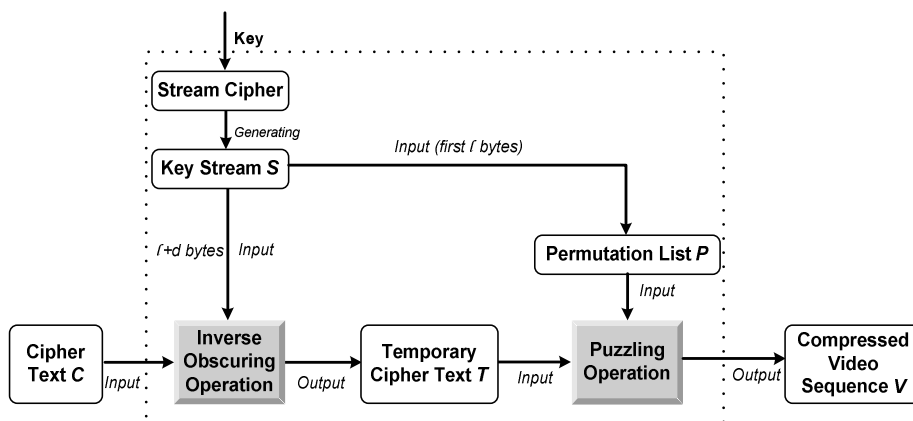 Key
Stream Cipher
Generating
Key Stream S
Input (first ℓ bytes)
ℓ+d bytes
Input
Permutation List P
Input
Cipher
Text C
Input
Inverse
Obscuring
Operation
Output
Temporary
Cipher Text T
Input
Puzzling
Operation
Output
Compressed
Video
Sequence V